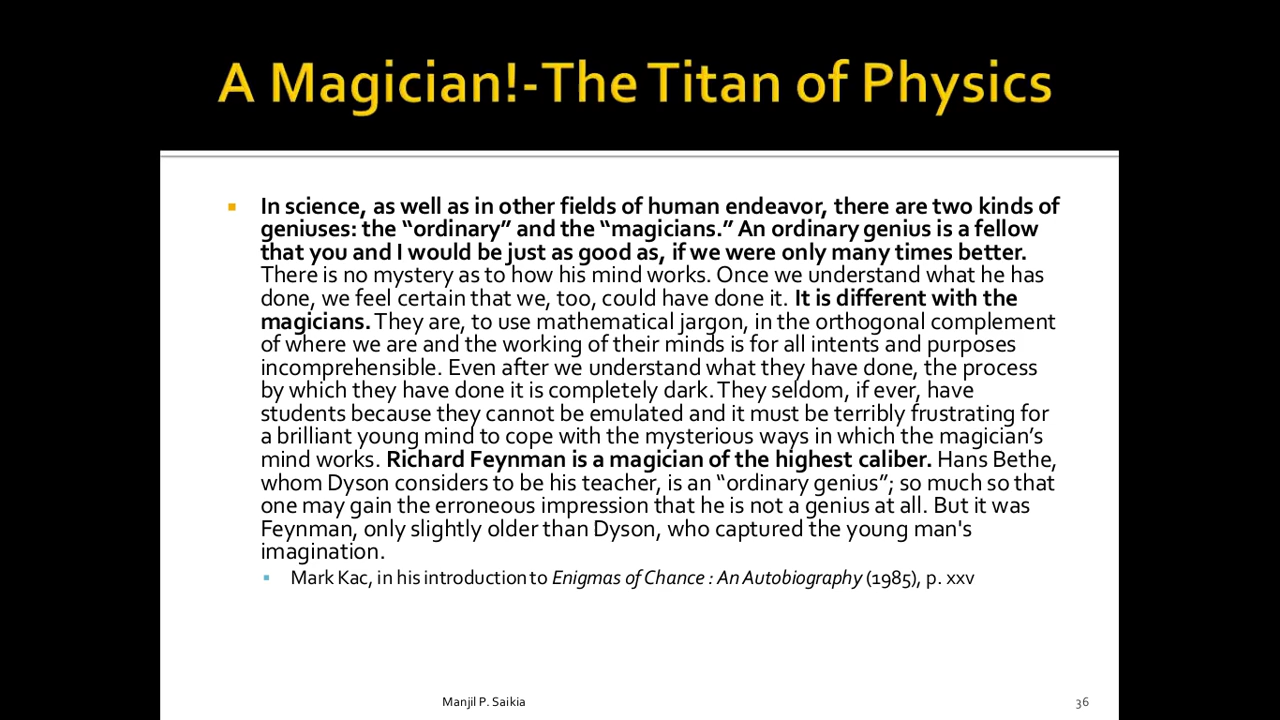 A Magician!-The Titan of Physics
In science, as well as in other fields of human endeavor, there are two kinds of
geniuses: the “ordinary” and the “magicians.” An ordinary genius is a fellow
that you and I would be just as good as, if we were only many times better.
There is no mystery as to how his mind works. Once we understand what he has
done, we feel certain that we, too, could have done it. It is different with the
magicians. They are, to use mathematical jargon, in the orthogonal complement
of where we are and the working of their minds is for all intents and purposes
incomprehensible. Even after we understand what they have done, the process
by which they have done it is completely dark. They seldom, if ever, have
students because they cannot be emulated and it must be terribly frustrating for
a brilliant young mind to cope with the mysterious ways in which the magician’s
mind works. Richard Feynman is a magician of the highest caliber. Hans Bethe,
whom Dyson considers to be his teacher, is an “ordinary genius”; so much so that
one may gain the erroneous impression that he is not a genius at all. But it was
Feynman, only slightly older than Dyson, who captured the young man's
imagination.
Mark Kac, in his introduction to Enigmas of Chance : An Autobiography (1985), p. xxv
Manjil P. Saikia
36